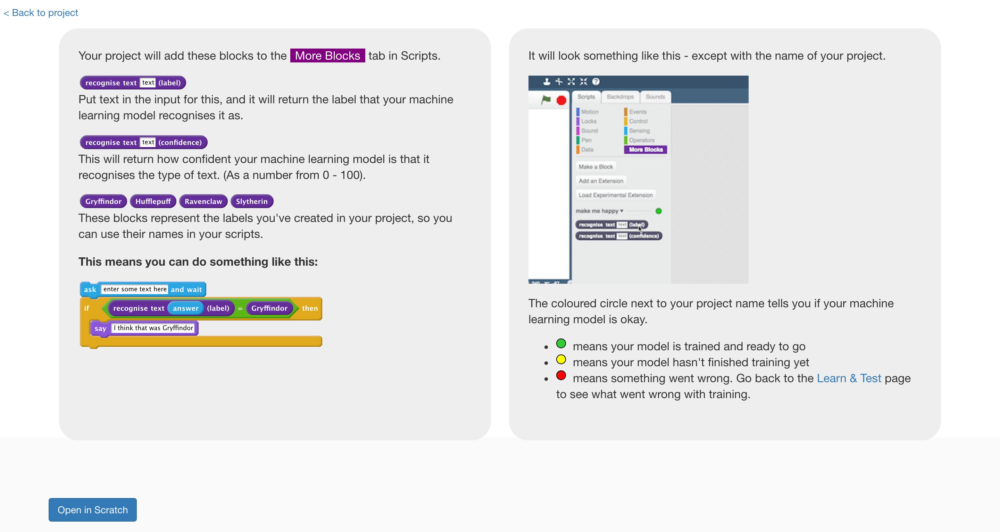 < Back to project
Your project will add these blocks to the More Blocks tab in Scripts.
recognise text text (label)
Put text in the input for this, and it will return the label that your machine
learning model recognises it as.
recognise text text (confidence)
This will return how confident your machine learning model is that it
recognises the type of text. (As a number from 0 - 100).
Gryffindor Hufflepuff Ravenclaw Slytherin
These blocks represent the labels you've created in your project, so you
can use their names in your scripts.
This means you can do something like this:
ask enter some text here and wait
if recognise text answer (label) = Gryffindor then
say I think that was Gryffindor
It will look something like this - except with the name of your project.
Scripts Backdrops Sounds
Motion Events
Looks Control
Sound Sensing
Pen Operators
Data More Blocks
Make a Block
Add an Extension
Load Experimental Extension
make me happy
recognise text text (label)
recognise text text (confidence)
The coloured circle next to your project name tells you if your machine
learning model is okay.
means your model is trained and ready to go
means your model hasn't finished training yet
means something went wrong. Go back to the Learn & Test page
to see what went wrong with training.
Open in Scratch